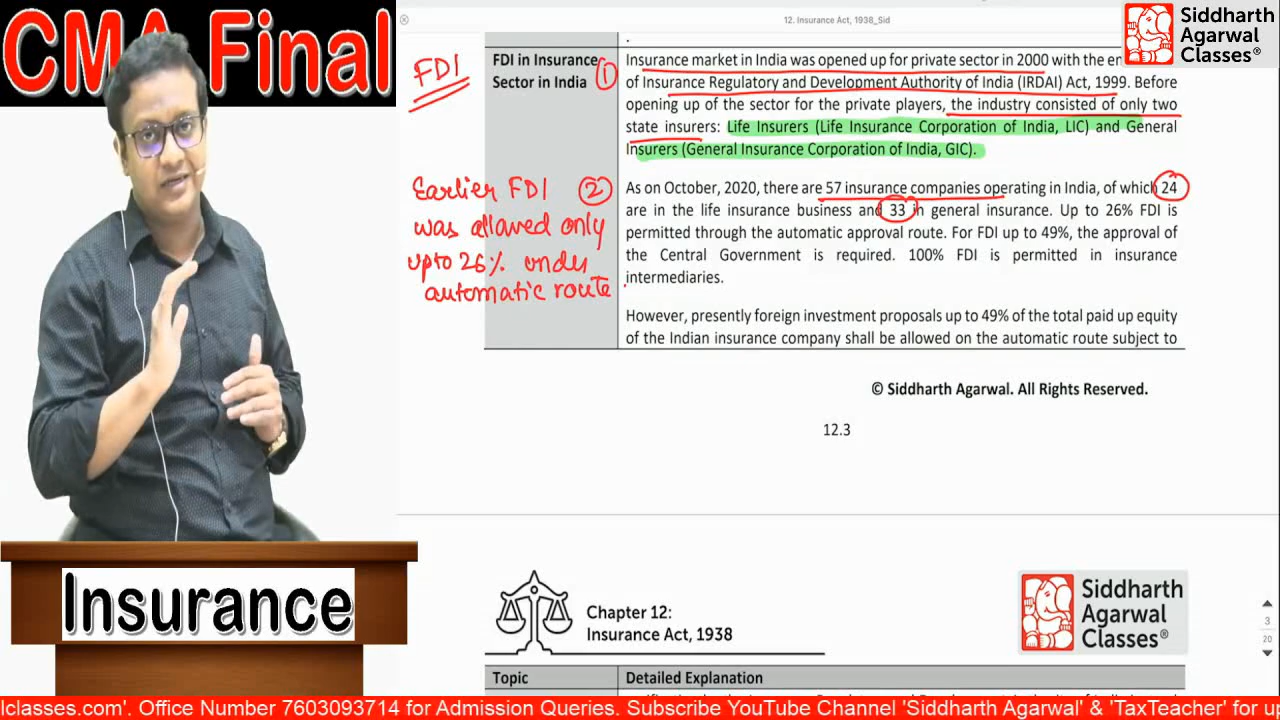 CMA Final
12. Insurance Act, 1938_Sid
Siddharth
Agarwal
Classes®
FDI
FDI in Insurance
Sector in India
1
Insurance market in India was opened up for private sector in 2000 with the
of Insurance Regulatory and Development Authority of India (IRDAI) Act, 1999. Before
opening up of the sector for the private players, the industry consisted of only two
state insurers: Life Insurers (Life Insurance Corporation of India, LIC) and General
Insurers (General Insurance Corporation of India, GIC).
Earlier FDI 2
was allowed only
upto 26% under
automatic route
As on October, 2020, there are 57 insurance companies operating in India, of which 24
are in the life insurance business and 33 in general insurance. Up to 26% FDI is
permitted through the automatic approval route. For FDI up to 49%, the approval of
the Central Government is required. 100% FDI is permitted in insurance
intermediaries.
However, presently foreign investment proposals up to 49% of the total paid up equity
of the Indian insurance company shall be allowed on the automatic route subject to
© Siddharth Agarwal. All Rights Reserved.
12.3
Insurance
Chapter 12:
Insurance Act, 1938
Siddharth
Agarwal
Classes®
3
20
Topic
Detailed Explanation
lclasses.com'. Office Number 7603093714 for Admission Queries. Subscribe YouTube Channel 'Siddharth Agarwal' & 'TaxTeacher' for up